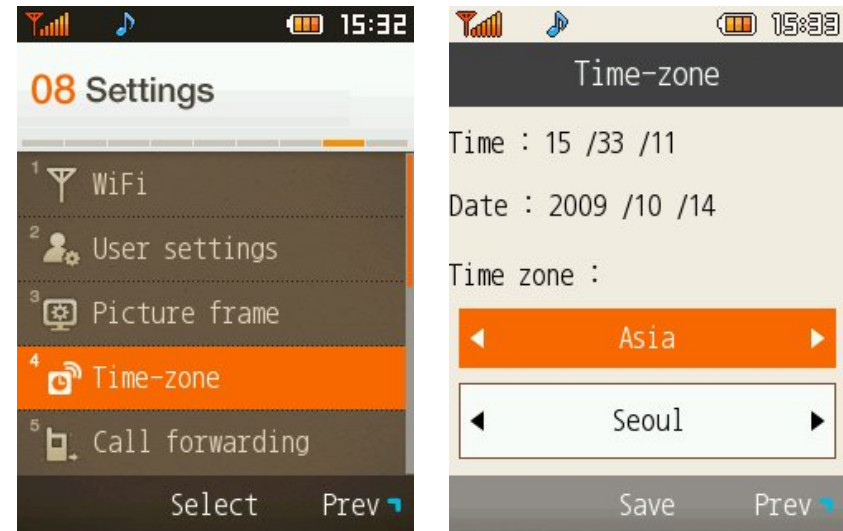 15:32
08 Settings
1 WiFi
2 User settings
3 Picture frame
4 Time-zone
5 Call forwarding
Select Prev
15:33
Time-zone
Time : 15 /33 /11
Date : 2009 /10 /14
Time zone :
Asia
Seoul
Save Prev